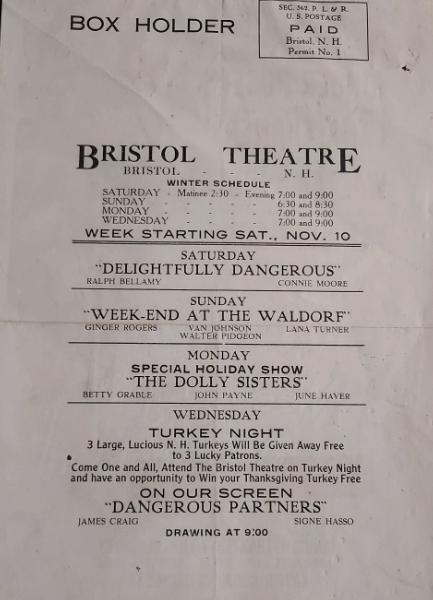 BOX HOLDER
SEC. 562. P. L. & R.
U. S. POSTAGE
PAID
Bristol, N. H.
Permit No. 1
BRISTOL THEATRE
BRISTOL - - - N. H.
WINTER SCHEDULE
SATURDAY - Matinee 2:30 - Evening 7:00 and 9:00
SUNDAY - - - - - 6:30 and 8:30
MONDAY - - - - - 7:00 and 9:00
WEDNESDAY - - - - 7:00 and 9:00
WEEK STARTING SAT., NOV. 10
SATURDAY
"DELIGHTFULLY DANGEROUS"
RALPH BELLAMY CONNIE MOORE
SUNDAY
"WEEK-END AT THE WALDORF"
GINGER ROGERS VAN JOHNSON LANA TURNER
WALTER PIDGEON
MONDAY
SPECIAL HOLIDAY SHOW
"THE DOLLY SISTERS"
BETTY GRABLE JOHN PAYNE JUNE HAVER
WEDNESDAY
TURKEY NIGHT
3 Large, Lucious N. H. Turkeys Will Be Given Away Free
to 3 Lucky Patrons.
Come One and All, Attend The Bristol Theatre on Turkey Night
and have an opportunity to Win your Thanksgiving Turkey Free
ON OUR SCREEN
"DANGEROUS PARTNERS"
JAMES CRAIG SIGNE HASSO
DRAWING AT 9:00